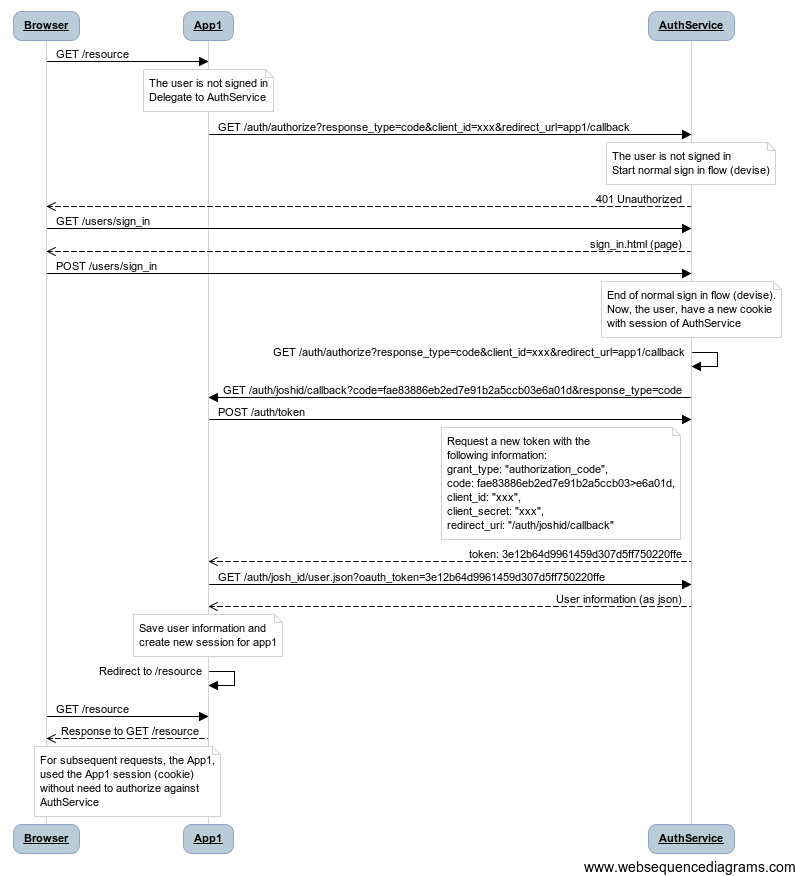 Browser
App1
AuthService
GET /resource
The user is not signed in
Delegate to AuthService
GET /auth/authorize?response_type=code&client_id=xxx&redirect_url=app1/callback
The user is not signed in
Start normal sign in flow (devise)
401 Unauthorized
GET /users/sign_in
sign_in.html (page)
POST /users/sign_in
End of normal sign in flow (devise).
Now, the user, have a new cookie
with session of AuthService
GET /auth/authorize?response_type=code&client_id=xxx&redirect_url=app1/callback
GET /auth/joshid/callback?code=fae83886eb2ed7e91b2a5ccb03e6a01d&response_type=code
POST /auth/token
Request a new token with the
following information:
grant_type: "authorization_code",
code: fae83886eb2ed7e91b2a5ccb03>e6a01d,
client_id: "xxx",
client_secret: "xxx",
redirect_uri: "/auth/joshid/callback"
token: 3e12b64d9961459d307d5ff750220ffe
GET /auth/josh_id/user.json?oauth_token=3e12b64d9961459d307d5ff750220ffe
User information (as json)
Save user information and
create new session for app1
Redirect to /resource
GET /resource
Response to GET /resource
For subsequent requests, the App1,
used the App1 session (cookie)
without need to authorize against
AuthService
Browser
App1
AuthService
www.websequencediagrams.com